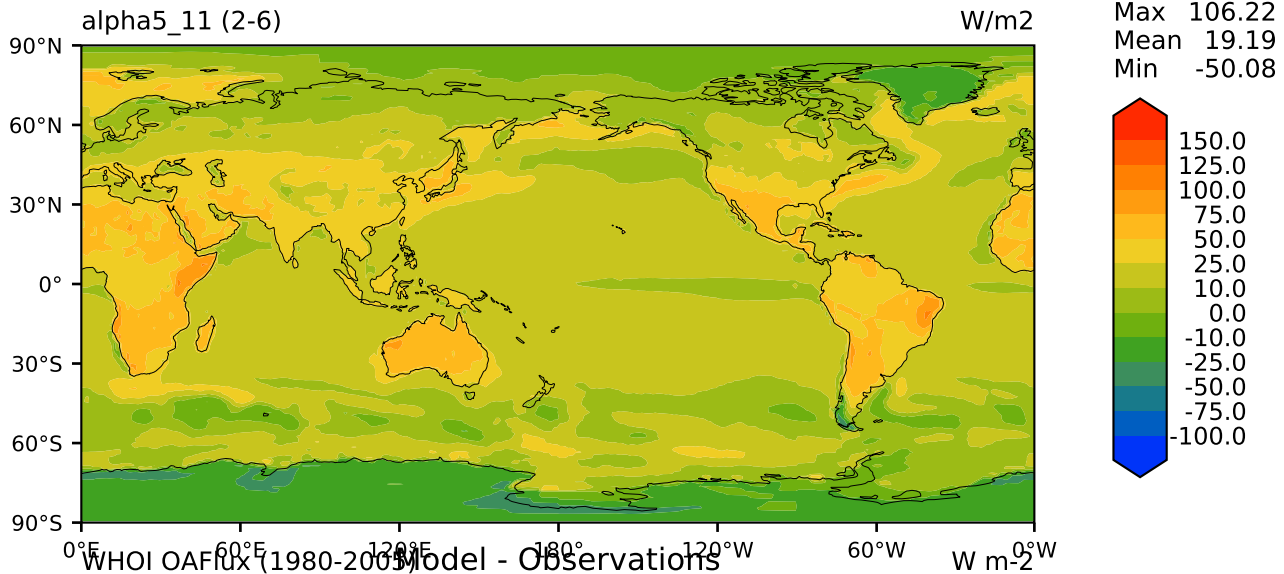 alpha5_11 (2-6) W/m2
Max 106.22
Mean 19.19
Min -50.08
90°N
60°N
30°N
0°
30°S
60°S
90°S
0°E 60°E 120°E 180° 120°W 60°W 0°W
150.0
125.0
100.0
75.0
50.0
25.0
10.0
0.0
-10.0
-25.0
-50.0
-75.0
-100.0
WHOI OAFlux (1980-2005) Model - Observations W m-2